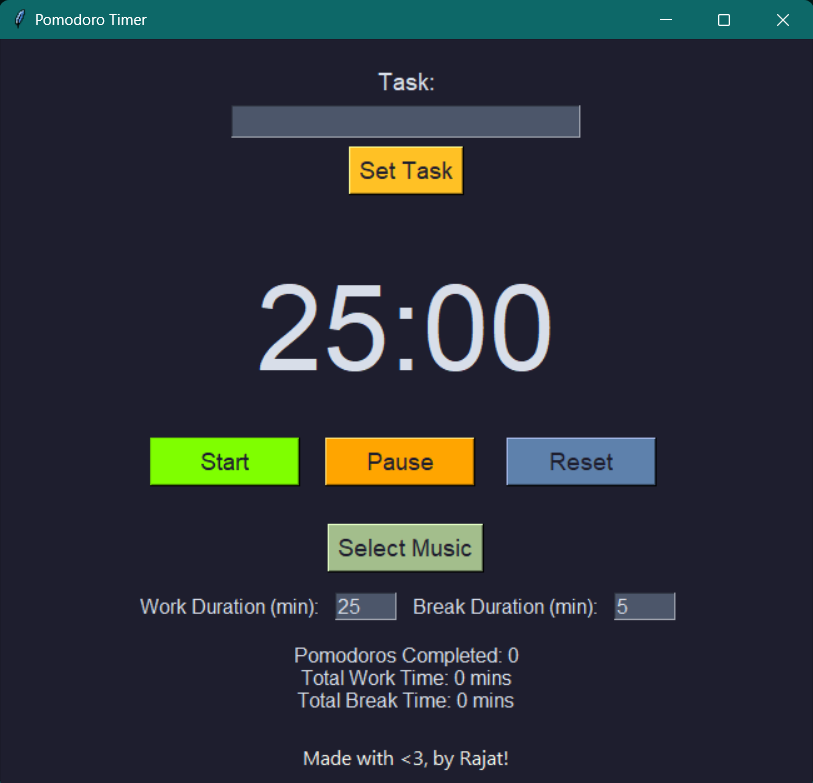 Pomodoro Timer
Task:
Set Task
25:00
Start Pause Reset
Select Music
Work Duration (min): 25 Break Duration (min): 5
Pomodoros Completed: 0
Total Work Time: 0 mins
Total Break Time: 0 mins
Made with <3, by Rajat!